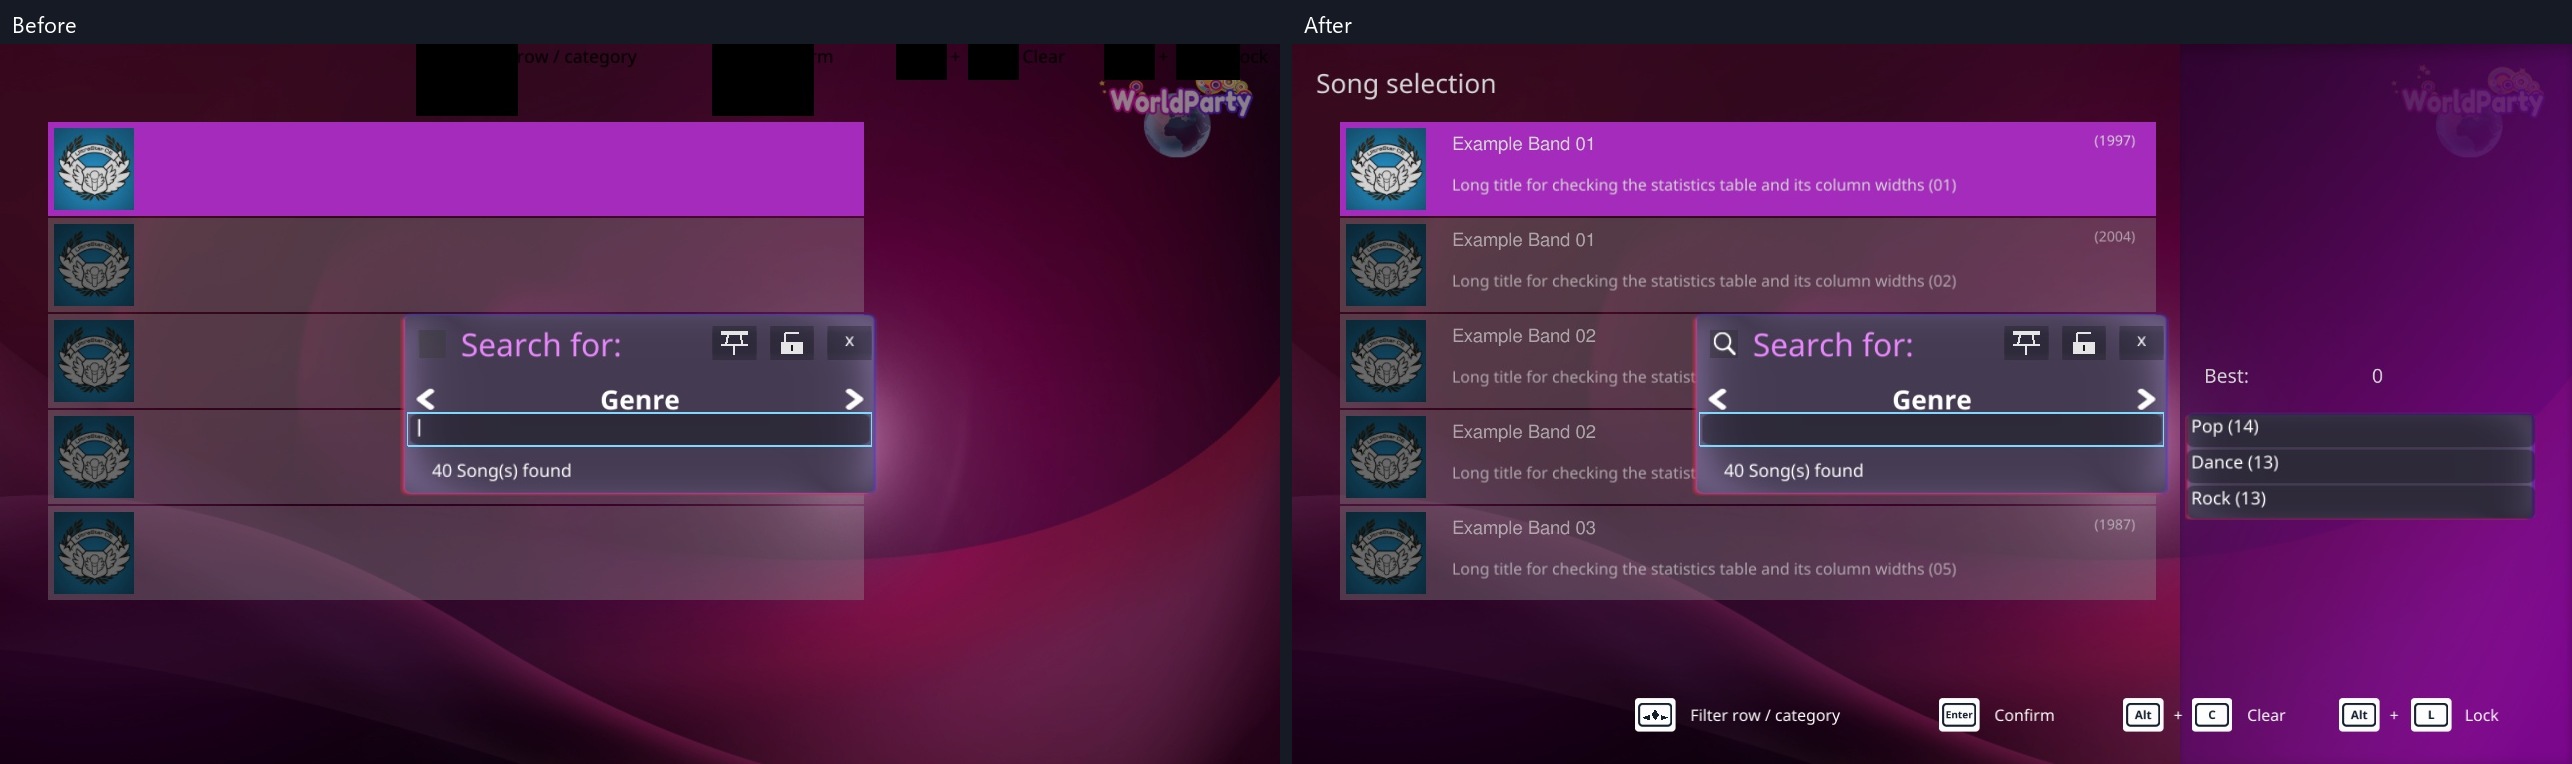 Before
row / category
m
+
Clear
+
ock
WorldParty
Search for:
x
Genre
40 Song(s) found
After
Song selection
WorldParty
Example Band 01
(1997)
Long title for checking the statistics table and its column widths (01)
Example Band 01
(2004)
Long title for checking the statistics table and its column widths (02)
Example Band 02
Long title for checking the statist
Search for:
x
Genre
Best:
0
Example Band 02
Long title for checking the statist
40 Song(s) found
Pop (14)
Dance (13)
Rock (13)
Example Band 03
(1987)
Long title for checking the statistics table and its column widths (05)
Filter row / category
Enter
Confirm
Alt + C
Clear
Alt + L
Lock